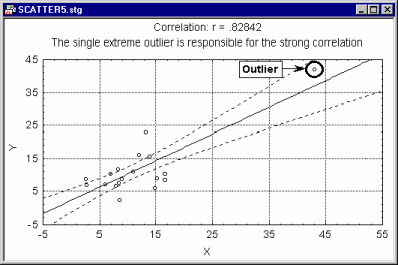 SCATTER5.stg
Correlation: r = .82842
The single extreme outlier is responsible for the strong correlation
Outlier
45
35
25
15
5
-5
Y
-5 5 15 25 35 45 55
X